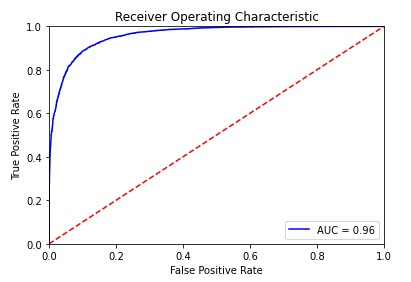 Receiver Operating Characteristic
True Positive Rate
1.0
0.8
0.6
0.4
0.2
0.0
AUC = 0.96
0.0 0.2 0.4 0.6 0.8 1.0
False Positive Rate